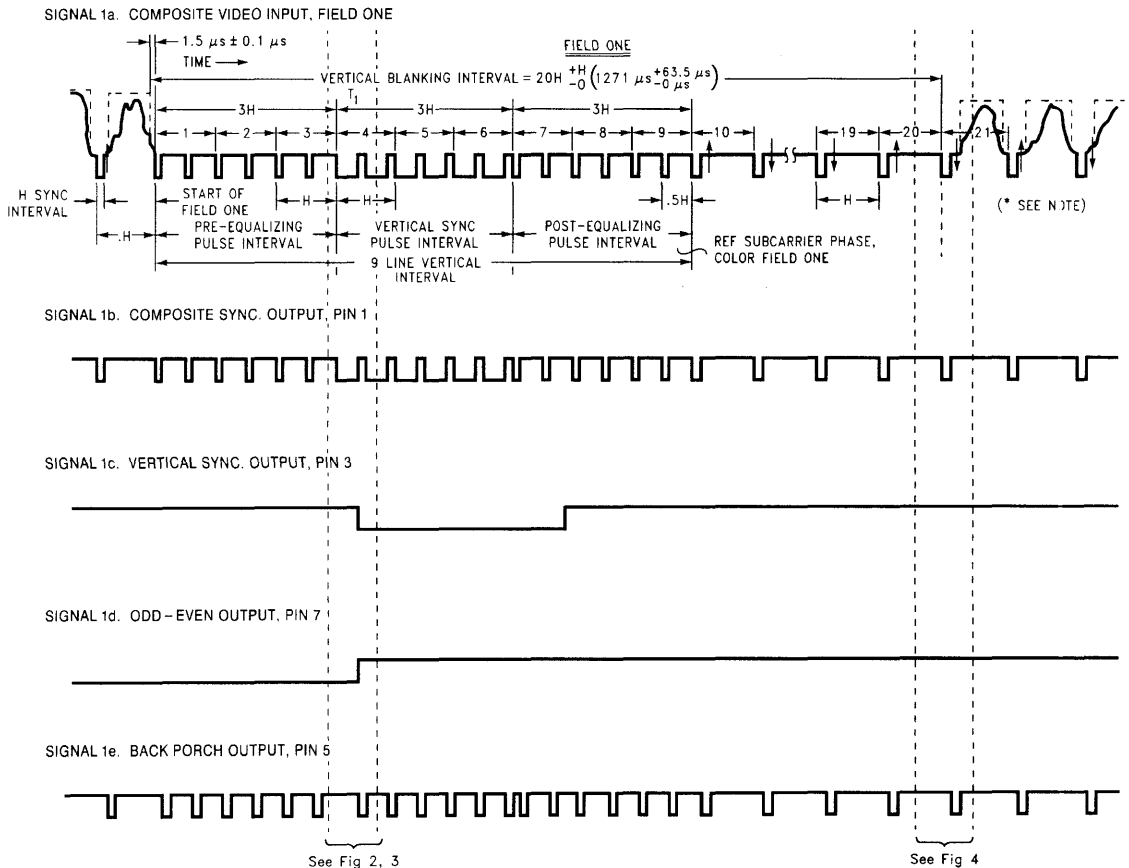 SIGNAL 1a. COMPOSITE VIDEO INPUT, FIELD ONE
1.5 µs ± 0.1 µs
TIME
FIELD ONE
VERTICAL BLANKING INTERVAL = 20H +H -0 (1271 µs +63.5 µs -0 µs)
T1
3H 3H 3H
1 2 3 4 5 6 7 8 9 10 19 20 21
H SYNC INTERVAL
.H
START OF FIELD ONE
H H .5H H
(* SEE NOTE)
PRE-EQUALIZING PULSE INTERVAL
VERTICAL SYNC PULSE INTERVAL
POST-EQUALIZING PULSE INTERVAL
REF SUBCARRIER PHASE, COLOR FIELD ONE
9 LINE VERTICAL INTERVAL
SIGNAL 1b. COMPOSITE SYNC. OUTPUT, PIN 1
SIGNAL 1c. VERTICAL SYNC. OUTPUT, PIN 3
SIGNAL 1d. ODD–EVEN OUTPUT, PIN 7
SIGNAL 1e. BACK PORCH OUTPUT, PIN 5
See Fig 2, 3
See Fig 4